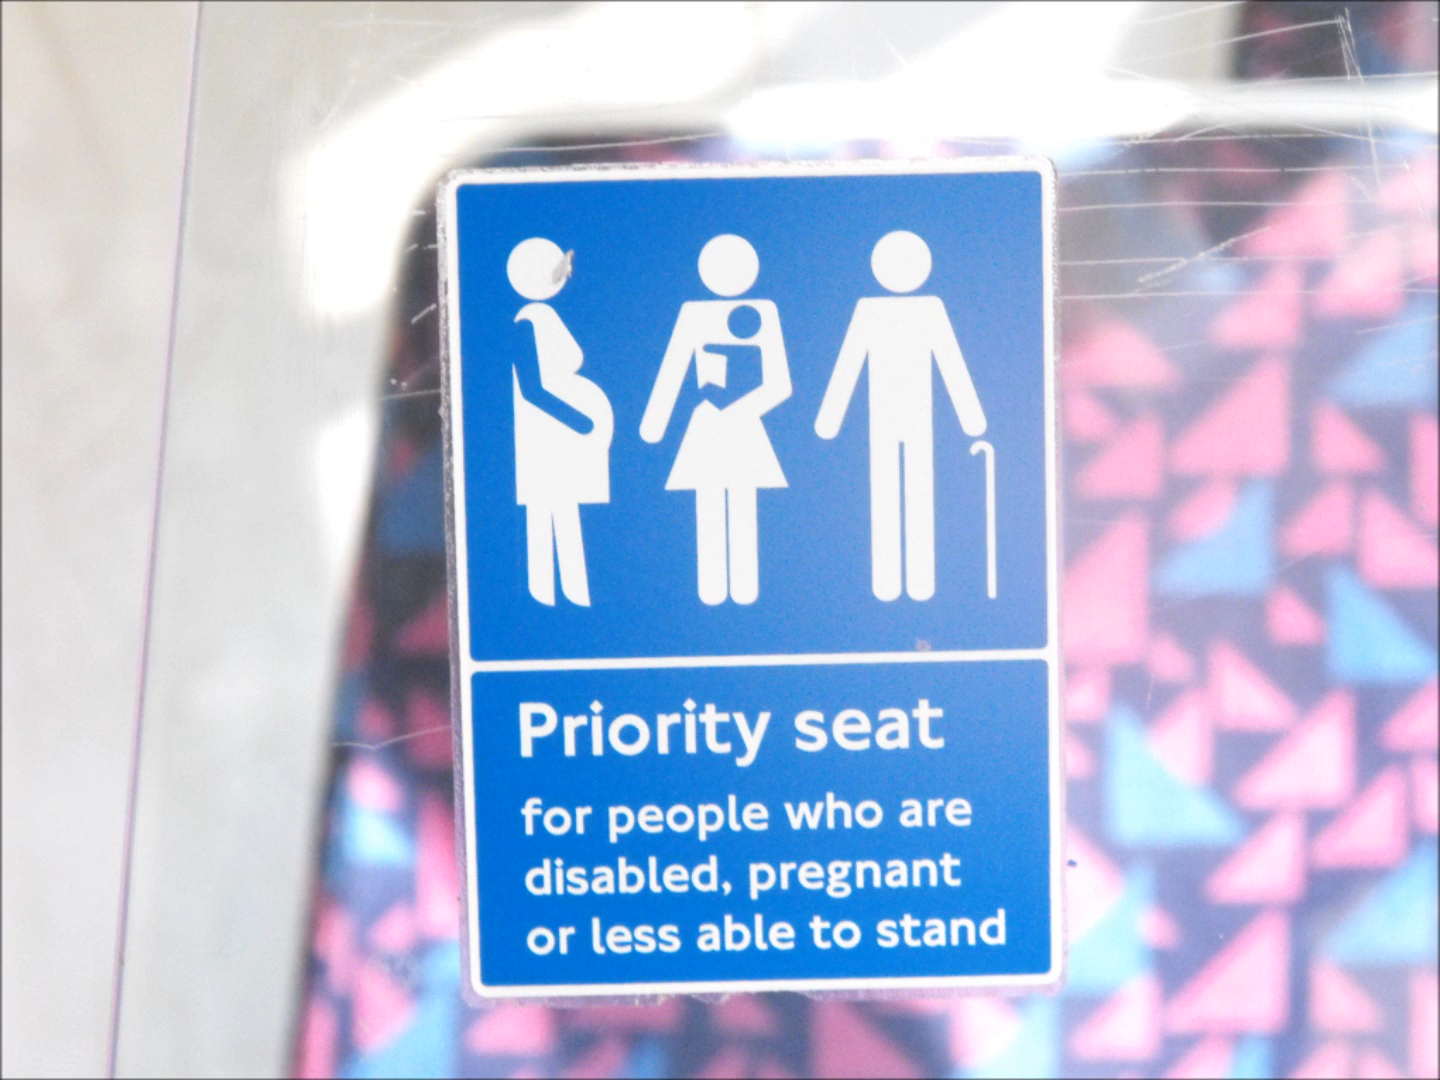 Priority seat
for people who are
disabled, pregnant
or less able to stand